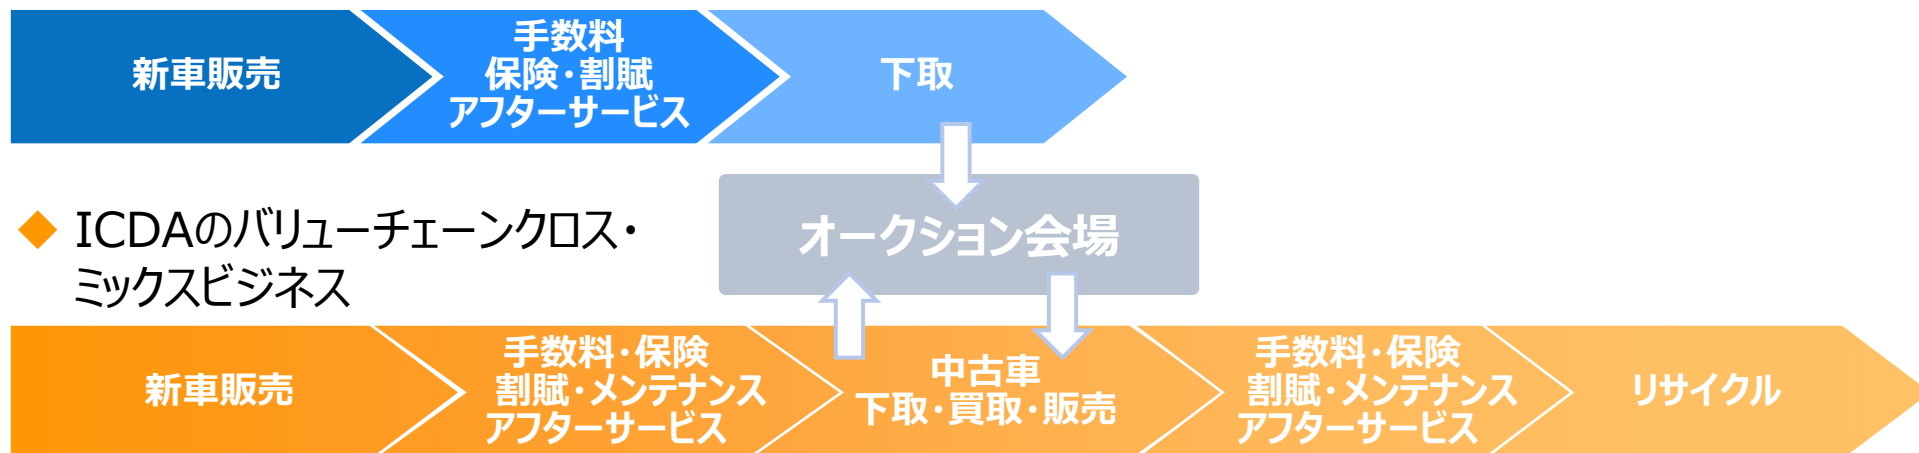 新車販売
手数料
保険・割賦
アフターサービス
下取
オークション会場
ICDAのバリューチェーンクロス・
ミックスビジネス
新車販売
手数料・保険
割賦・メンテナンス
アフターサービス
中古車
下取・買取・販売
手数料・保険
割賦・メンテナンス
アフターサービス
リサイクル